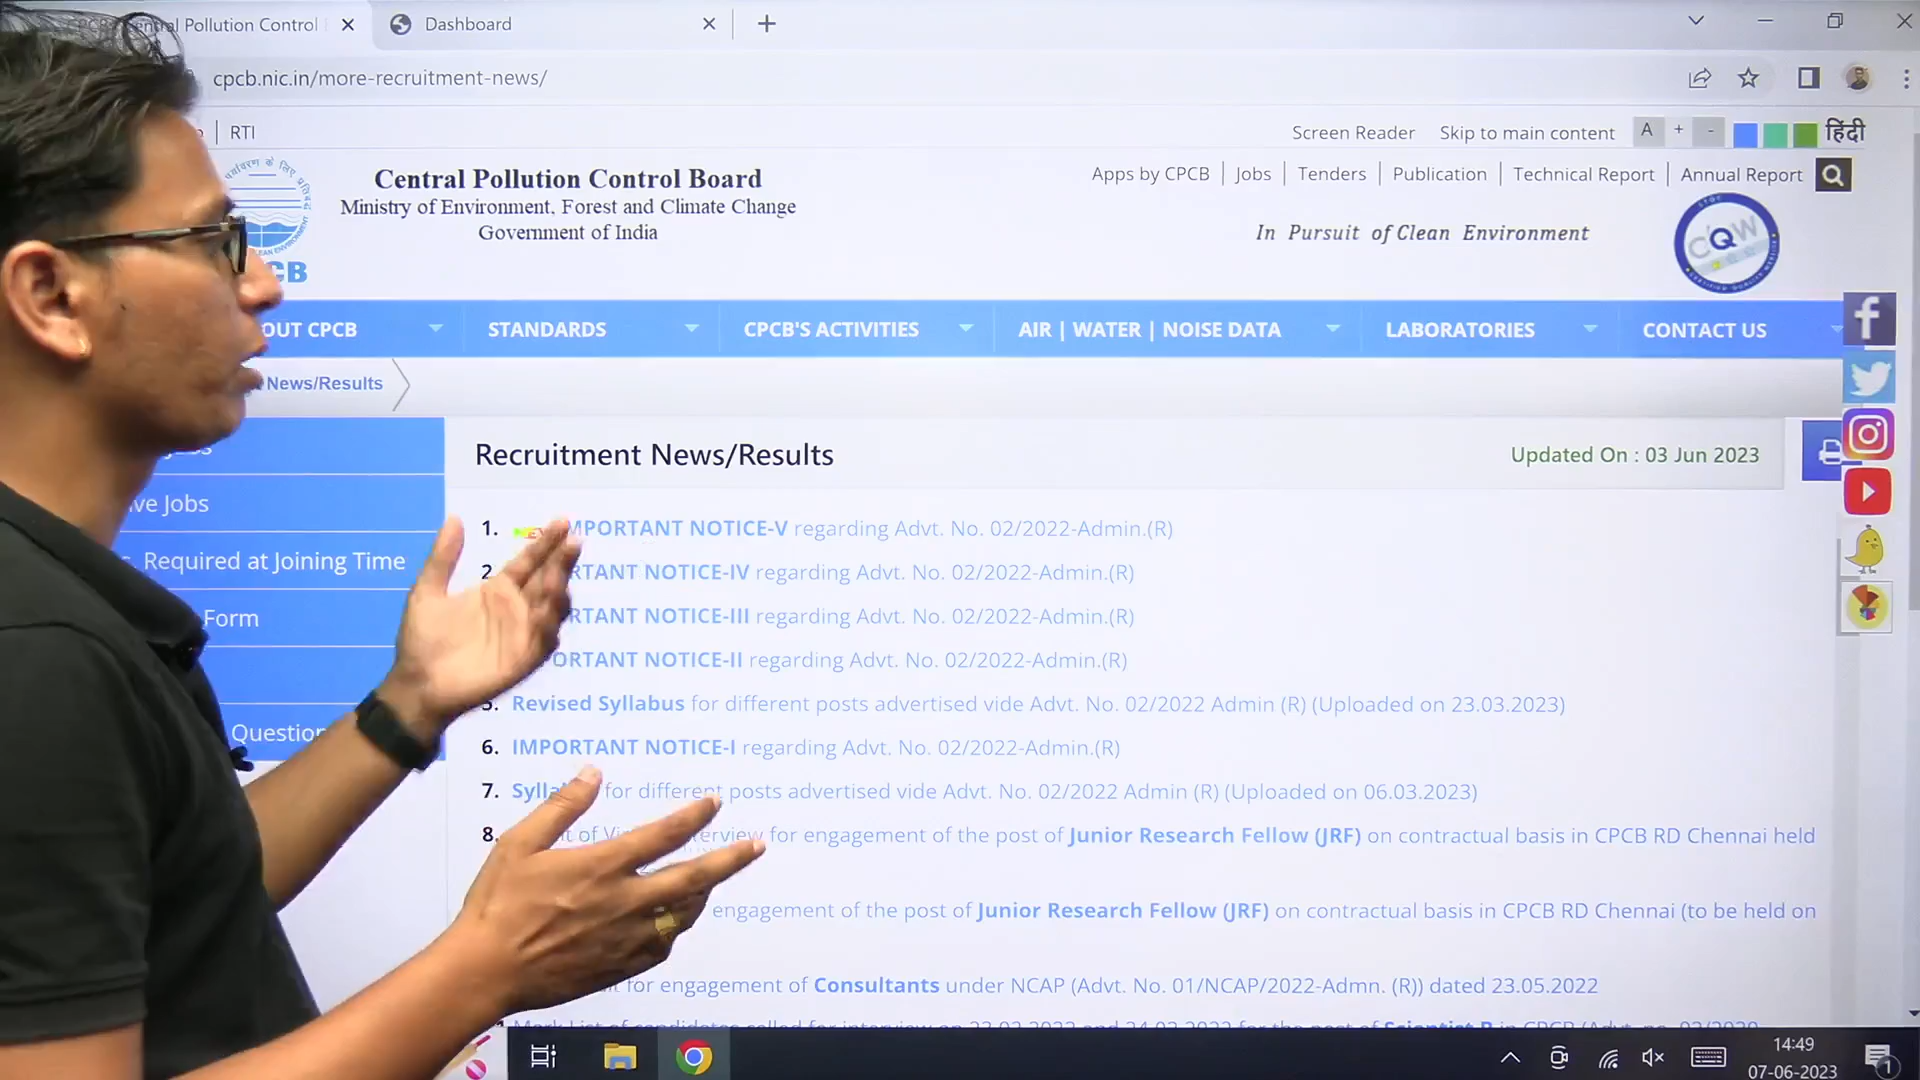 Central Pollution Control
Dashboard
cpcb.nic.in/more-recruitment-news/
RTI
Screen Reader
Skip to main content
A + -
हिंदी
CB
Central Pollution Control Board
Ministry of Environment, Forest and Climate Change
Government of India
Apps by CPCB
Jobs
Tenders
Publication
Technical Report
Annual Report
In Pursuit of Clean Environment
CQW
OUT CPCB
STANDARDS
CPCB'S ACTIVITIES
AIR | WATER | NOISE DATA
LABORATORIES
CONTACT US
News/Results
Jobs
Required at Joining Time
Form
Recruitment News/Results
Updated On : 03 Jun 2023
1. MPORTANT NOTICE-V regarding Advt. No. 02/2022-Admin.(R)
2 RTANT NOTICE-IV regarding Advt. No. 02/2022-Admin.(R)
RTANT NOTICE-III regarding Advt. No. 02/2022-Admin.(R)
PORTANT NOTICE-II regarding Advt. No. 02/2022-Admin.(R)
5. Revised Syllabus for different posts advertised vide Advt. No. 02/2022 Admin (R) (Uploaded on 23.03.2023)
6. IMPORTANT NOTICE-I regarding Advt. No. 02/2022-Admin.(R)
7. for different posts advertised vide Advt. No. 02/2022 Admin (R) (Uploaded on 06.03.2023)
8. of for engagement of the post of Junior Research Fellow (JRF) on contractual basis in CPCB RD Chennai held
engagement of the post of Junior Research Fellow (JRF) on contractual basis in CPCB RD Chennai (to be held on
for engagement of Consultants under NCAP (Advt. No. 01/NCAP/2022-Admn. (R)) dated 23.05.2022
14:49
07-06-2023
1